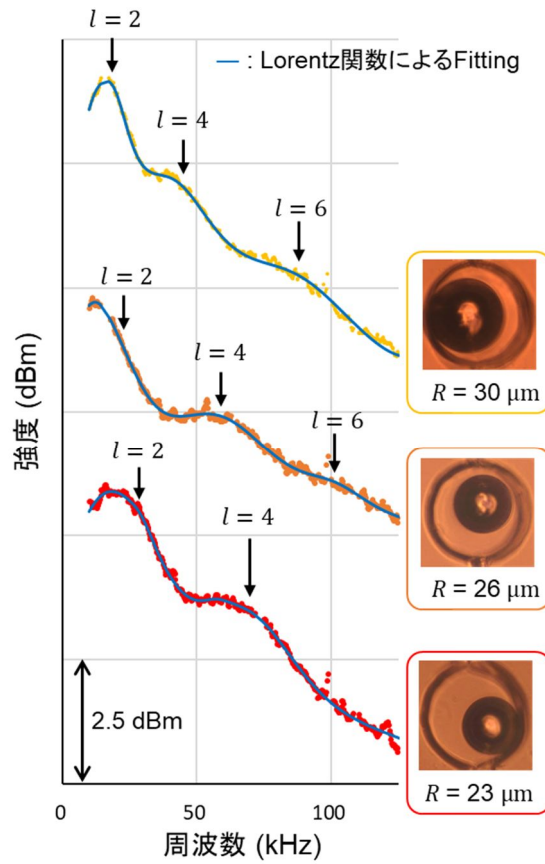 l = 2
— : Lorentz関数によるFitting
l = 4
l = 6
l = 2
R = 30 μm
l = 4
強度 (dBm)
l = 6
l = 2
R = 26 μm
l = 4
2.5 dBm
R = 23 μm
0 50 100
周波数 (kHz)